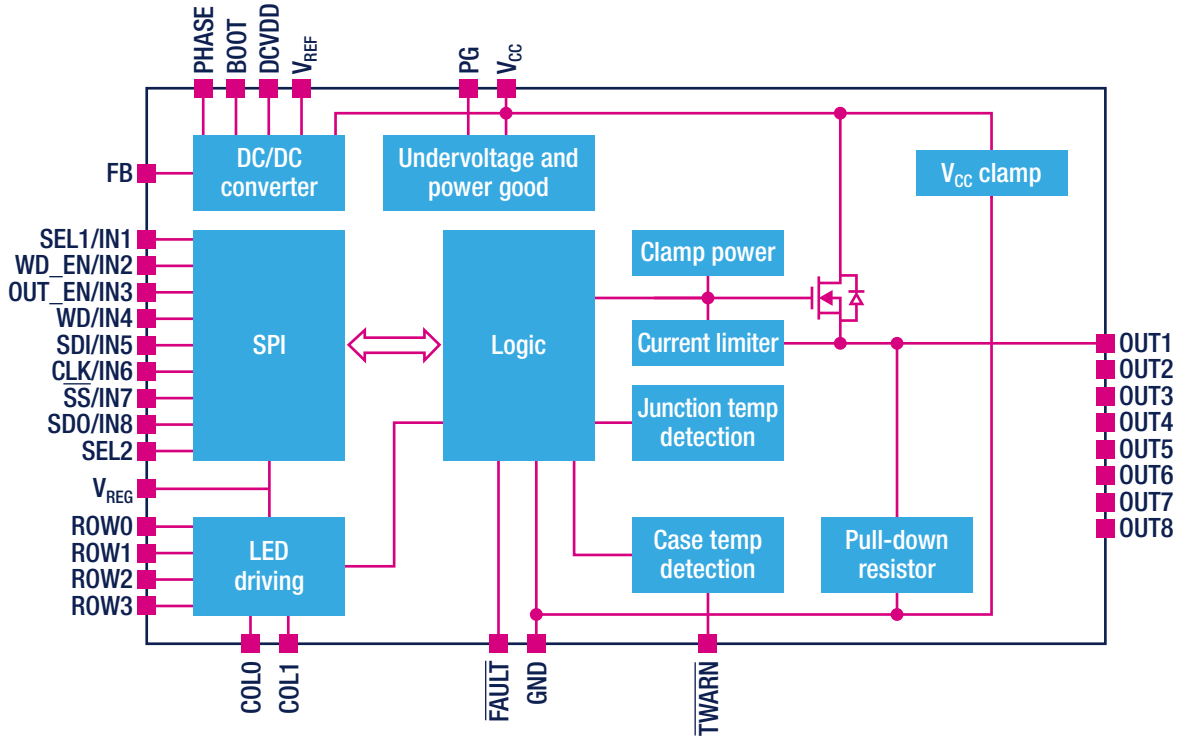 PHASE
BOOT
DCVDD
VREF
PG
VCC
FB
DC/DC
converter
Undervoltage and
power good
VCC clamp
SEL1/IN1
WD_EN/IN2
OUT_EN/IN3
WD/IN4
SDI/IN5
CLK/IN6
S̅S̅/IN7
SDO/IN8
SEL2
SPI
Logic
Clamp power
Current limiter
Junction temp
detection
OUT1
OUT2
OUT3
OUT4
OUT5
OUT6
OUT7
OUT8
VREG
ROW0
ROW1
ROW2
ROW3
LED
driving
Case temp
detection
Pull-down
resistor
COL0
COL1
F̅A̅U̅L̅T̅
GND
T̅W̅A̅R̅N̅